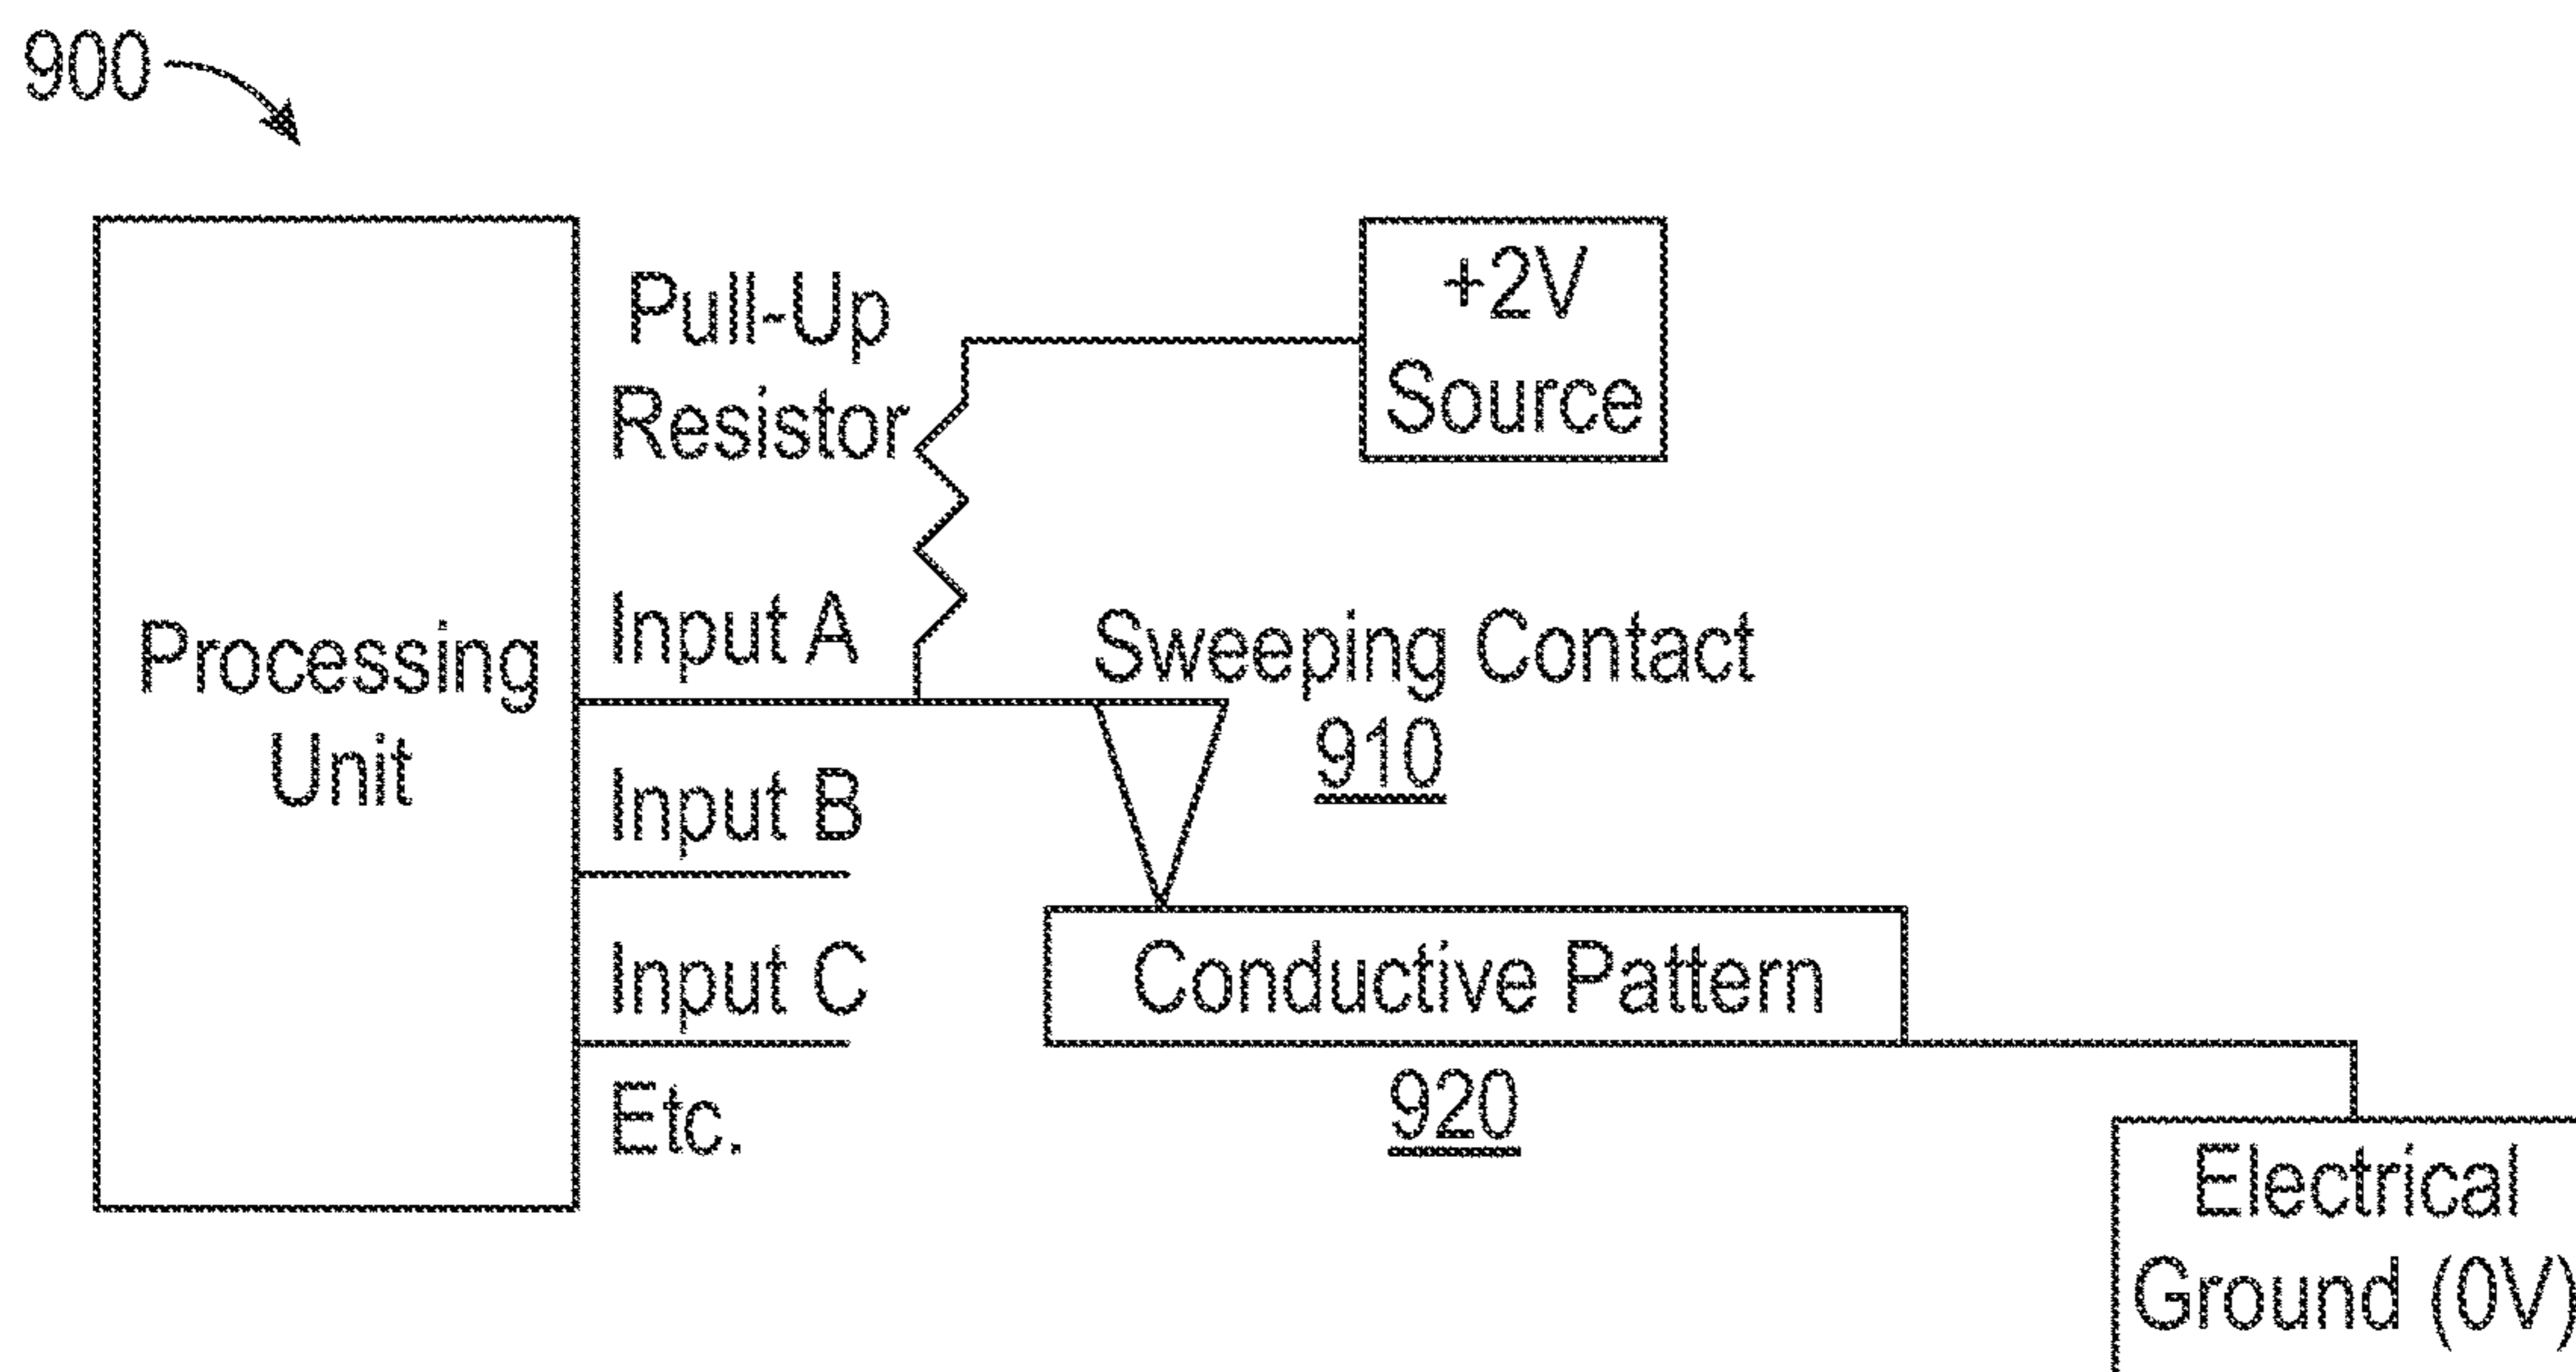 900
Pull-Up
Resistor
+2V
Source
Input A
Sweeping Contact
910
Processing
Unit
Input B
Input C
Conductive Pattern
920
Etc.
Electrical
Ground (0V)